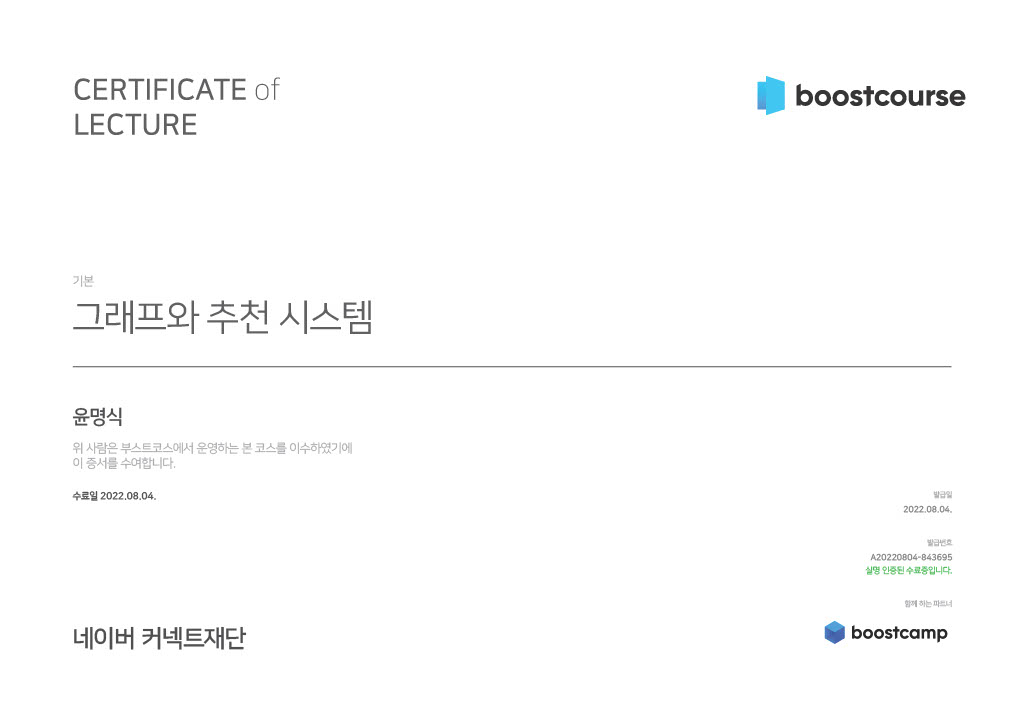 CERTIFICATE of
LECTURE
boostcourse
기본
그래프와 추천 시스템
윤명식
위 사람은 부스트코스에서 운영하는 본 코스를 이수하였기에
이 증서를 수여합니다.
수료일 2022.08.04.
발급일
2022.08.04.
발급번호
A20220804-843695
실명 인증된 수료증입니다.
함께 하는 파트너
네이버 커넥트재단
boostcamp